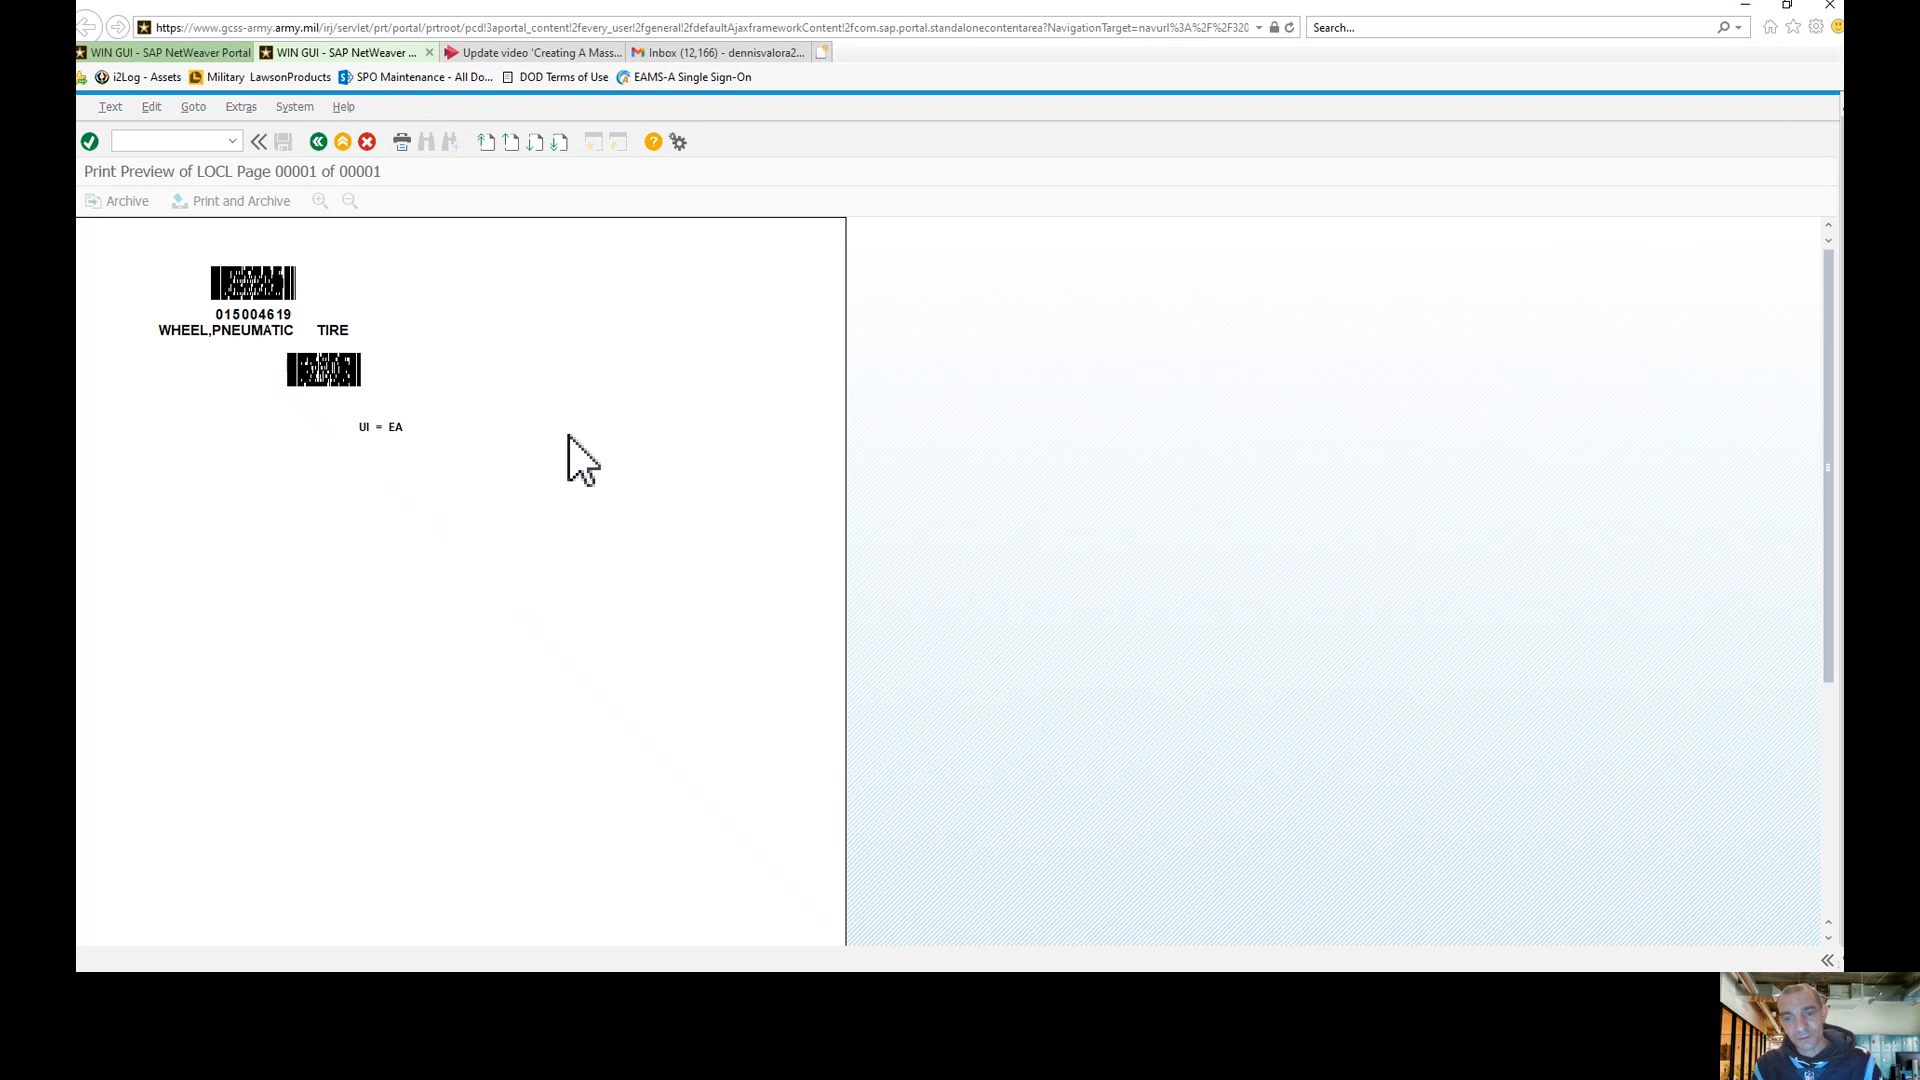 https://www.gcss-army.army.mil/irj/servlet/prt/portal/prtroot/pcd!3aportal_content!2fevery_user!2fgeneral!2fdefaultAjaxframeworkContent!2fcom.sap.portal.standalonecontentarea?NavigationTarget=navurl%3A%2F%2F320 Search...
WIN GUI - SAP NetWeaver Portal WIN GUI - SAP NetWeaver ... Update video 'Creating A Mass... Inbox (12,166) - dennisvalora2...
i2Log - Assets Military LawsonProducts SPO Maintenance - All Do... DOD Terms of Use EAMS-A Single Sign-On
Text Edit Goto Extras System Help
Print Preview of LOCL Page 00001 of 00001
Archive Print and Archive
015004619
WHEEL,PNEUMATIC TIRE
UI = EA